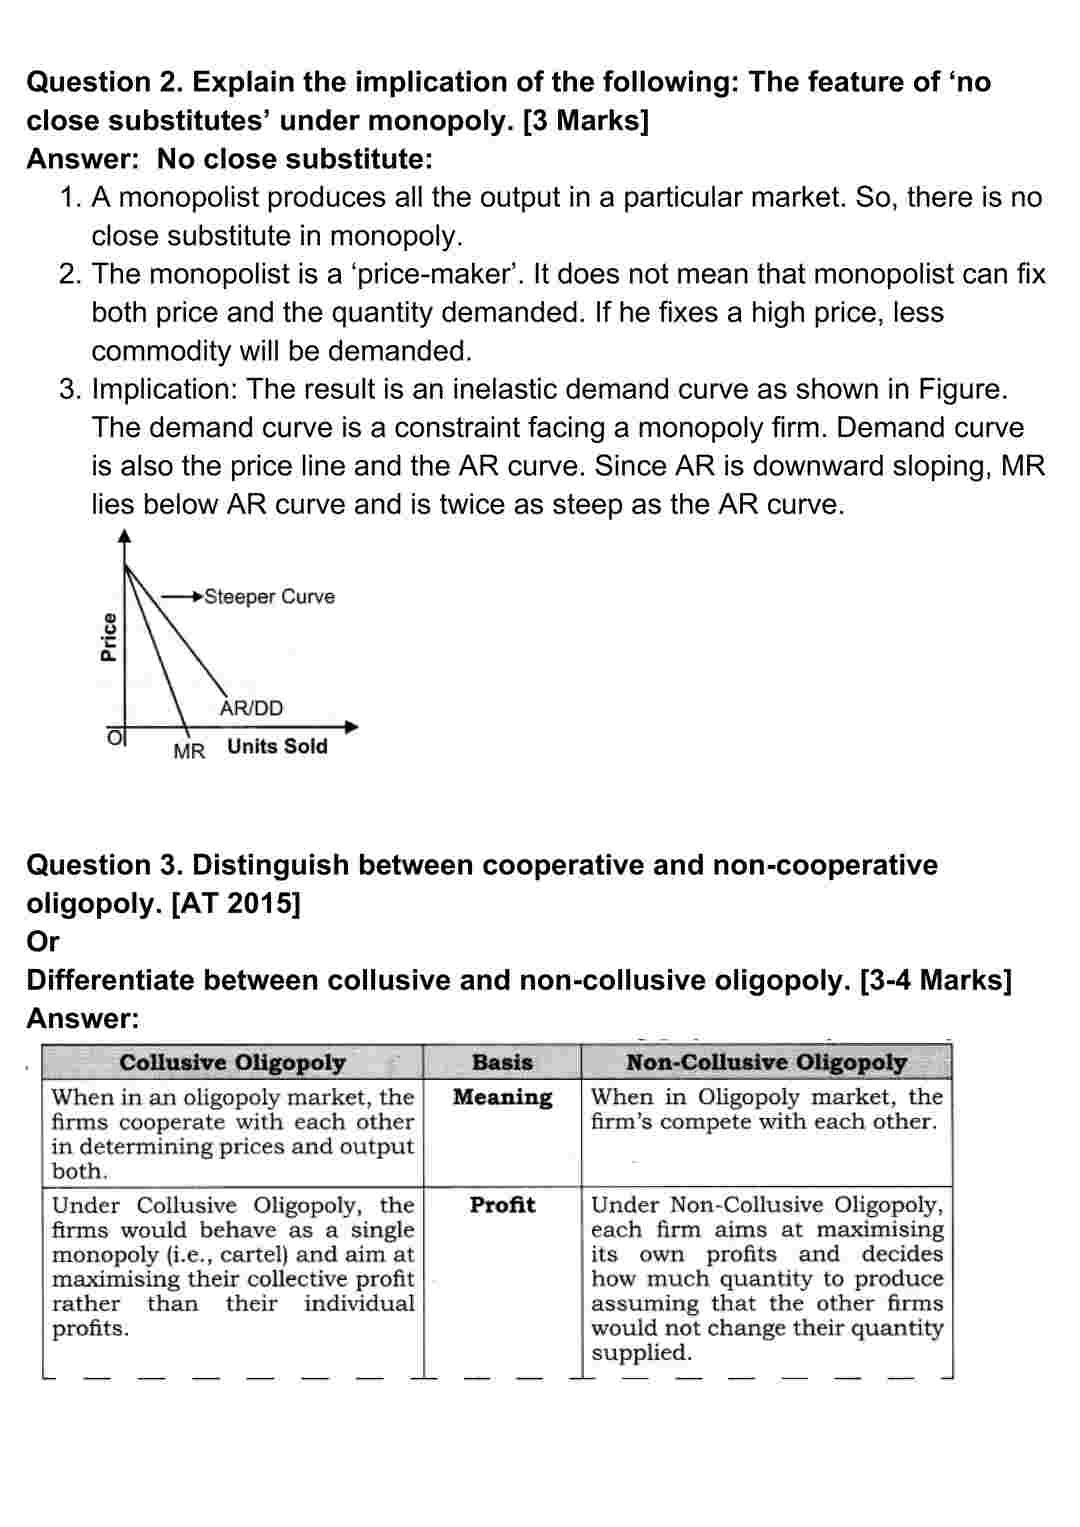 Question 2. Explain the implication of the following: The feature of ‘no
close substitutes’ under monopoly. [3 Marks]
Answer:  No close substitute:
1. A monopolist produces all the output in a particular market. So, there is no
close substitute in monopoly.
2. The monopolist is a ‘price-maker’. It does not mean that monopolist can fix
both price and the quantity demanded. If he fixes a high price, less
commodity will be demanded.
3. Implication: The result is an inelastic demand curve as shown in Figure.
The demand curve is a constraint facing a monopoly firm. Demand curve
is also the price line and the AR curve. Since AR is downward sloping, MR
lies below AR curve and is twice as steep as the AR curve.
Steeper Curve
Price
AR/DD
O
MR
Units Sold
Question 3. Distinguish between cooperative and non-cooperative
oligopoly. [AT 2015]
Or
Differentiate between collusive and non-collusive oligopoly. [3-4 Marks]
Answer:
Collusive Oligopoly
Basis
Non-Collusive Oligopoly
When in an oligopoly market, the
firms cooperate with each other
in determining prices and output
both.
Meaning
When in Oligopoly market, the
firm's compete with each other.
Under Collusive Oligopoly, the
firms would behave as a single
monopoly (i.e., cartel) and aim at
maximising their collective profit
rather than their individual
profits.
Profit
Under Non-Collusive Oligopoly,
each firm aims at maximising
its own profits and decides
how much quantity to produce
assuming that the other firms
would not change their quantity
supplied.